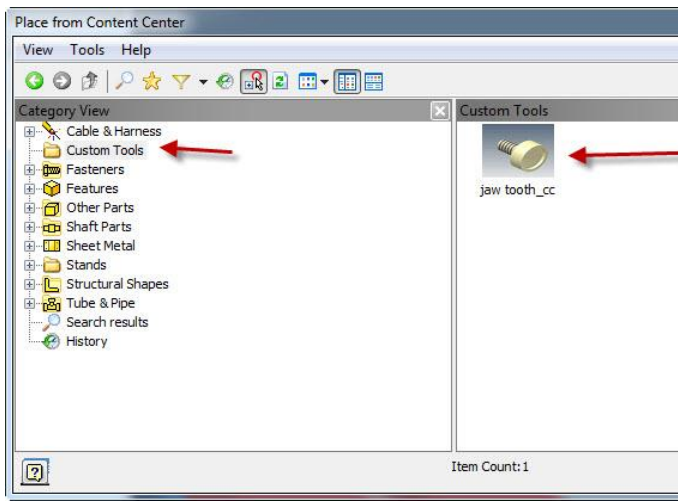 Place from Content Center
View Tools Help
Category View
Custom Tools
Cable & Harness
Custom Tools
Fasteners
Features
Other Parts
Shaft Parts
Sheet Metal
Stands
Structural Shapes
Tube & Pipe
Search results
History
jaw tooth_cc
Item Count:1